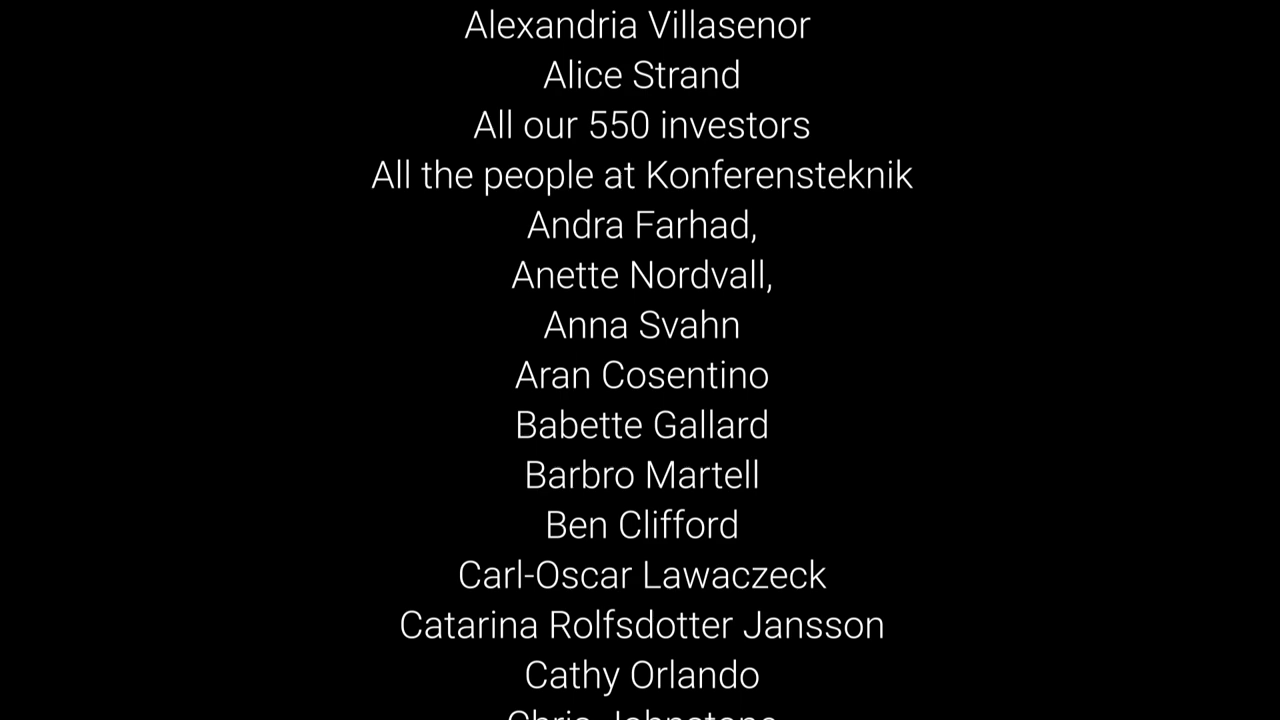 Alexandria Villasenor
Alice Strand
All our 550 investors
All the people at Konferensteknik
Andra Farhad,
Anette Nordvall,
Anna Svahn
Aran Cosentino
Babette Gallard
Barbro Martell
Ben Clifford
Carl-Oscar Lawaczeck
Catarina Rolfsdotter Jansson
Cathy Orlando